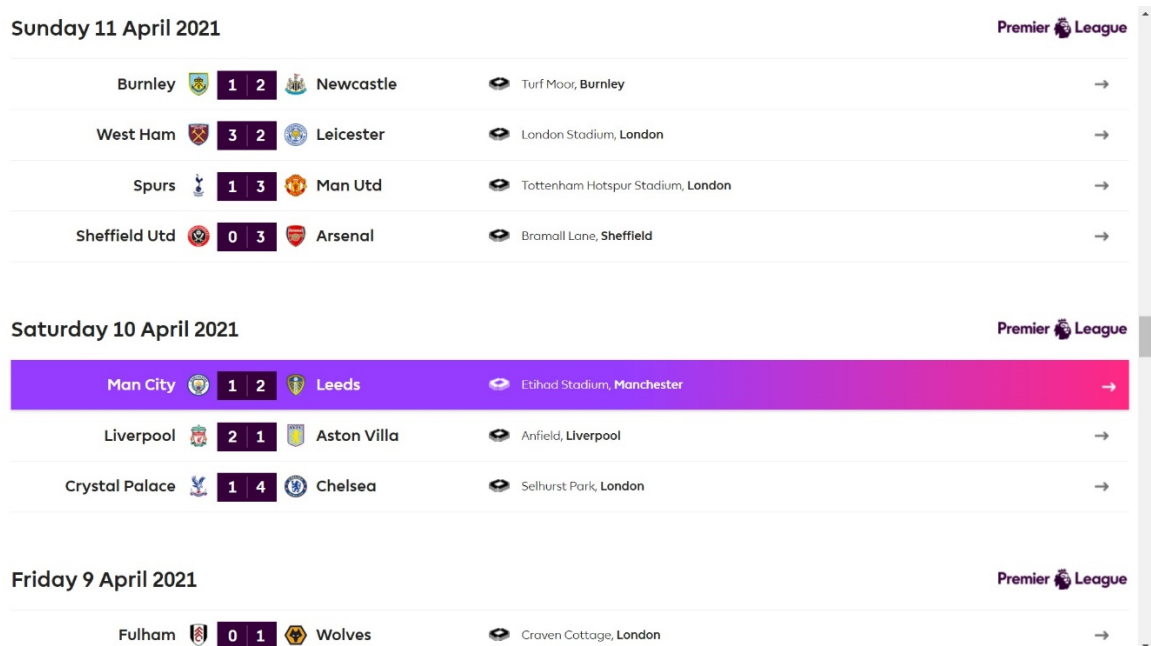 Sunday 11 April 2021 Premier League
Burnley 1 2 Newcastle Turf Moor, Burnley →
West Ham 3 2 Leicester London Stadium, London →
Spurs 1 3 Man Utd Tottenham Hotspur Stadium, London →
Sheffield Utd 0 3 Arsenal Bramall Lane, Sheffield →
Saturday 10 April 2021 Premier League
Man City 1 2 Leeds Etihad Stadium, Manchester →
Liverpool 2 1 Aston Villa Anfield, Liverpool →
Crystal Palace 1 4 Chelsea Selhurst Park, London →
Friday 9 April 2021 Premier League
Fulham 0 1 Wolves Craven Cottage, London →